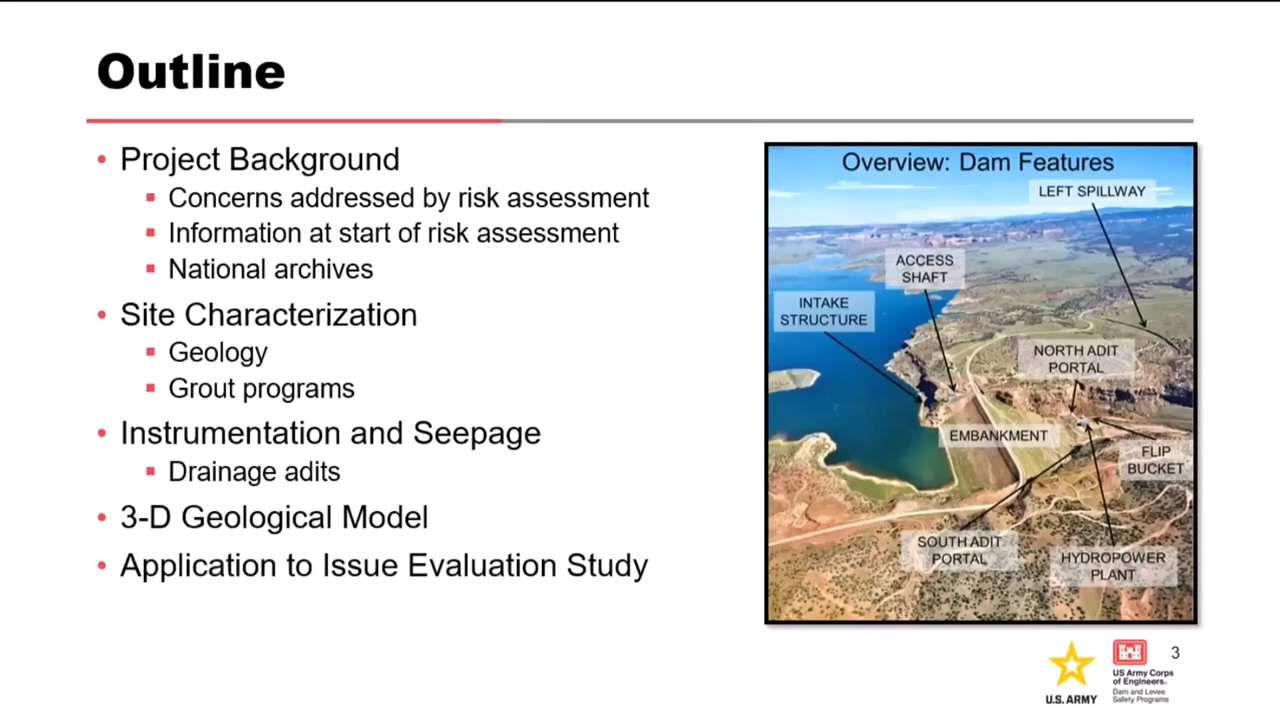 Outline
• Project Background
▪ Concerns addressed by risk assessment
▪ Information at start of risk assessment
▪ National archives
• Site Characterization
▪ Geology
▪ Grout programs
• Instrumentation and Seepage
▪ Drainage adits
• 3-D Geological Model
• Application to Issue Evaluation Study
Overview: Dam Features
LEFT SPILLWAY
ACCESS
SHAFT
INTAKE
STRUCTURE
NORTH ADIT
PORTAL
EMBANKMENT
FLIP
BUCKET
SOUTH ADIT
PORTAL
HYDROPOWER
PLANT
U.S. ARMY
US Army Corps
of Engineers®
Dam and Levee
Safety Programs
3